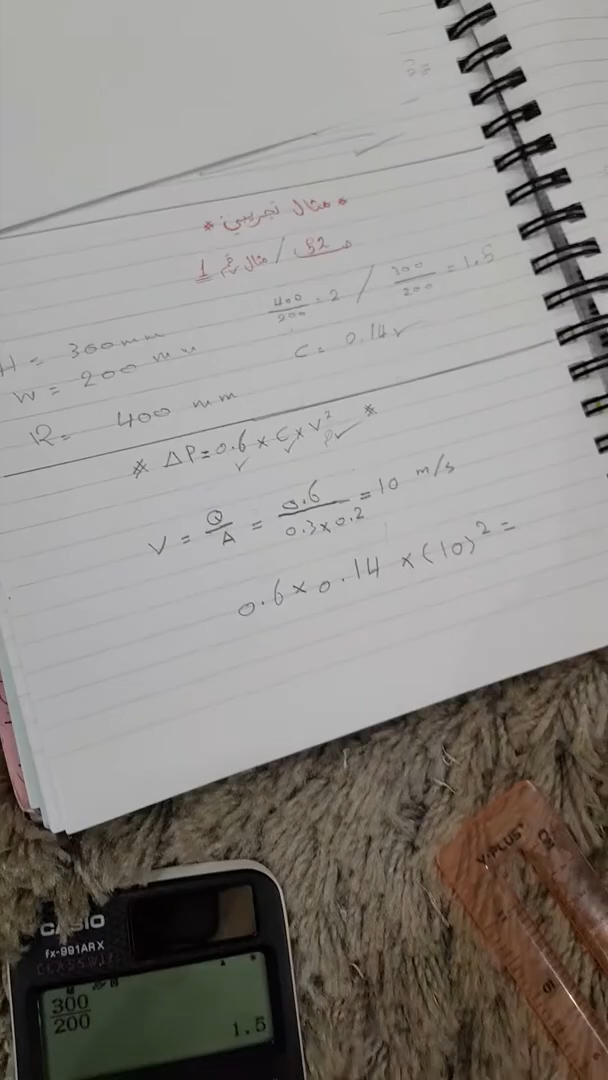 * مثال تجريبي *
مثال رقم 1 /
400/200 = 2 / 300/200 = 1.5
H = 300 mm
W = 200 mm
C = 0.14 ✓
R = 400 mm
* ΔP = 0.6 × C × V² *
V = Q/A = 0.6/0.3×0.2 = 10 m/s
0.6 × 0.14 × (10)² =
V-PLUS
CASIO
fx-991ARX
300/200
1.5